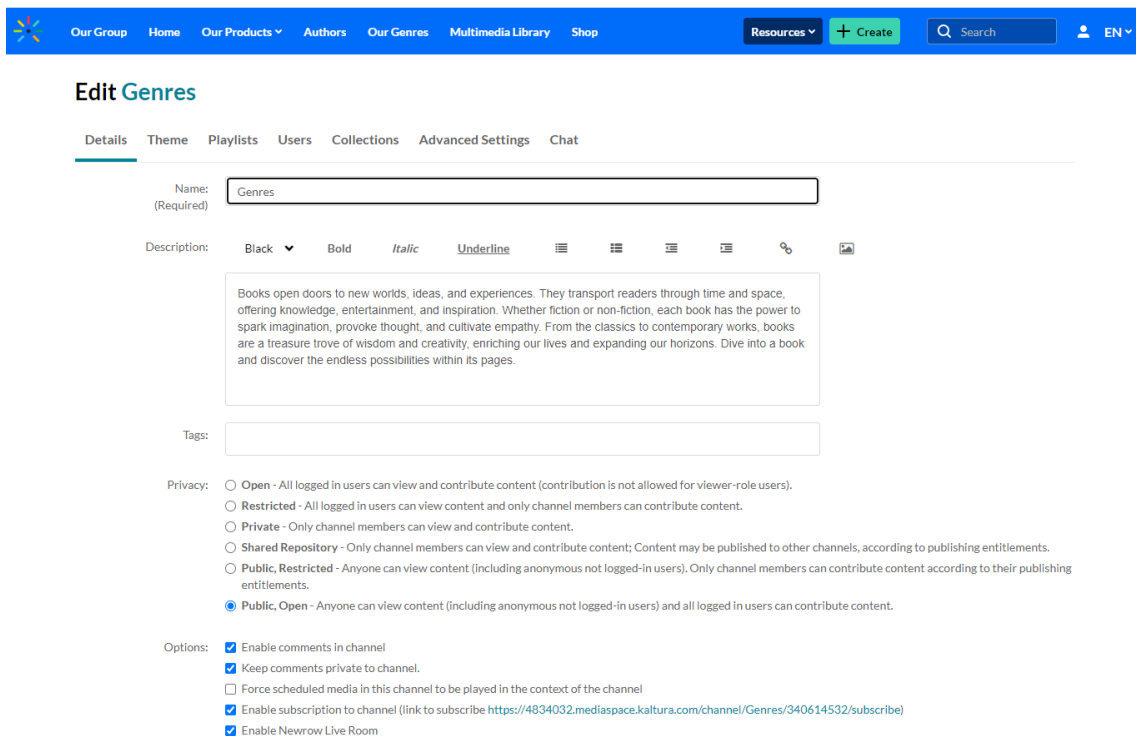 Our Group Home Our Products Authors Our Genres Multimedia Library Shop Resources + Create Search EN
Edit Genres
Details Theme Playlists Users Collections Advanced Settings Chat
Name:
(Required)
Genres
Description:
Black Bold Italic Underline
Books open doors to new worlds, ideas, and experiences. They transport readers through time and space,
offering knowledge, entertainment, and inspiration. Whether fiction or non-fiction, each book has the power to
spark imagination, provoke thought, and cultivate empathy. From the classics to contemporary works, books
are a treasure trove of wisdom and creativity, enriching our lives and expanding our horizons. Dive into a book
and discover the endless possibilities within its pages.
Tags:
Privacy:
Open - All logged in users can view and contribute content (contribution is not allowed for viewer-role users).
Restricted - All logged in users can view content and only channel members can contribute content.
Private - Only channel members can view and contribute content.
Shared Repository - Only channel members can view and contribute content; Content may be published to other channels, according to publishing entitlements.
Public, Restricted - Anyone can view content (including anonymous not logged-in users). Only channel members can contribute content according to their publishing
entitlements.
Public, Open - Anyone can view content (including anonymous not logged-in users) and all logged in users can contribute content.
Options:
Enable comments in channel
Keep comments private to channel.
Force scheduled media in this channel to be played in the context of the channel
Enable subscription to channel (link to subscribe https://4834032.mediaspace.kaltura.com/channel/Genres/340614532/subscribe)
Enable Newrow Live Room